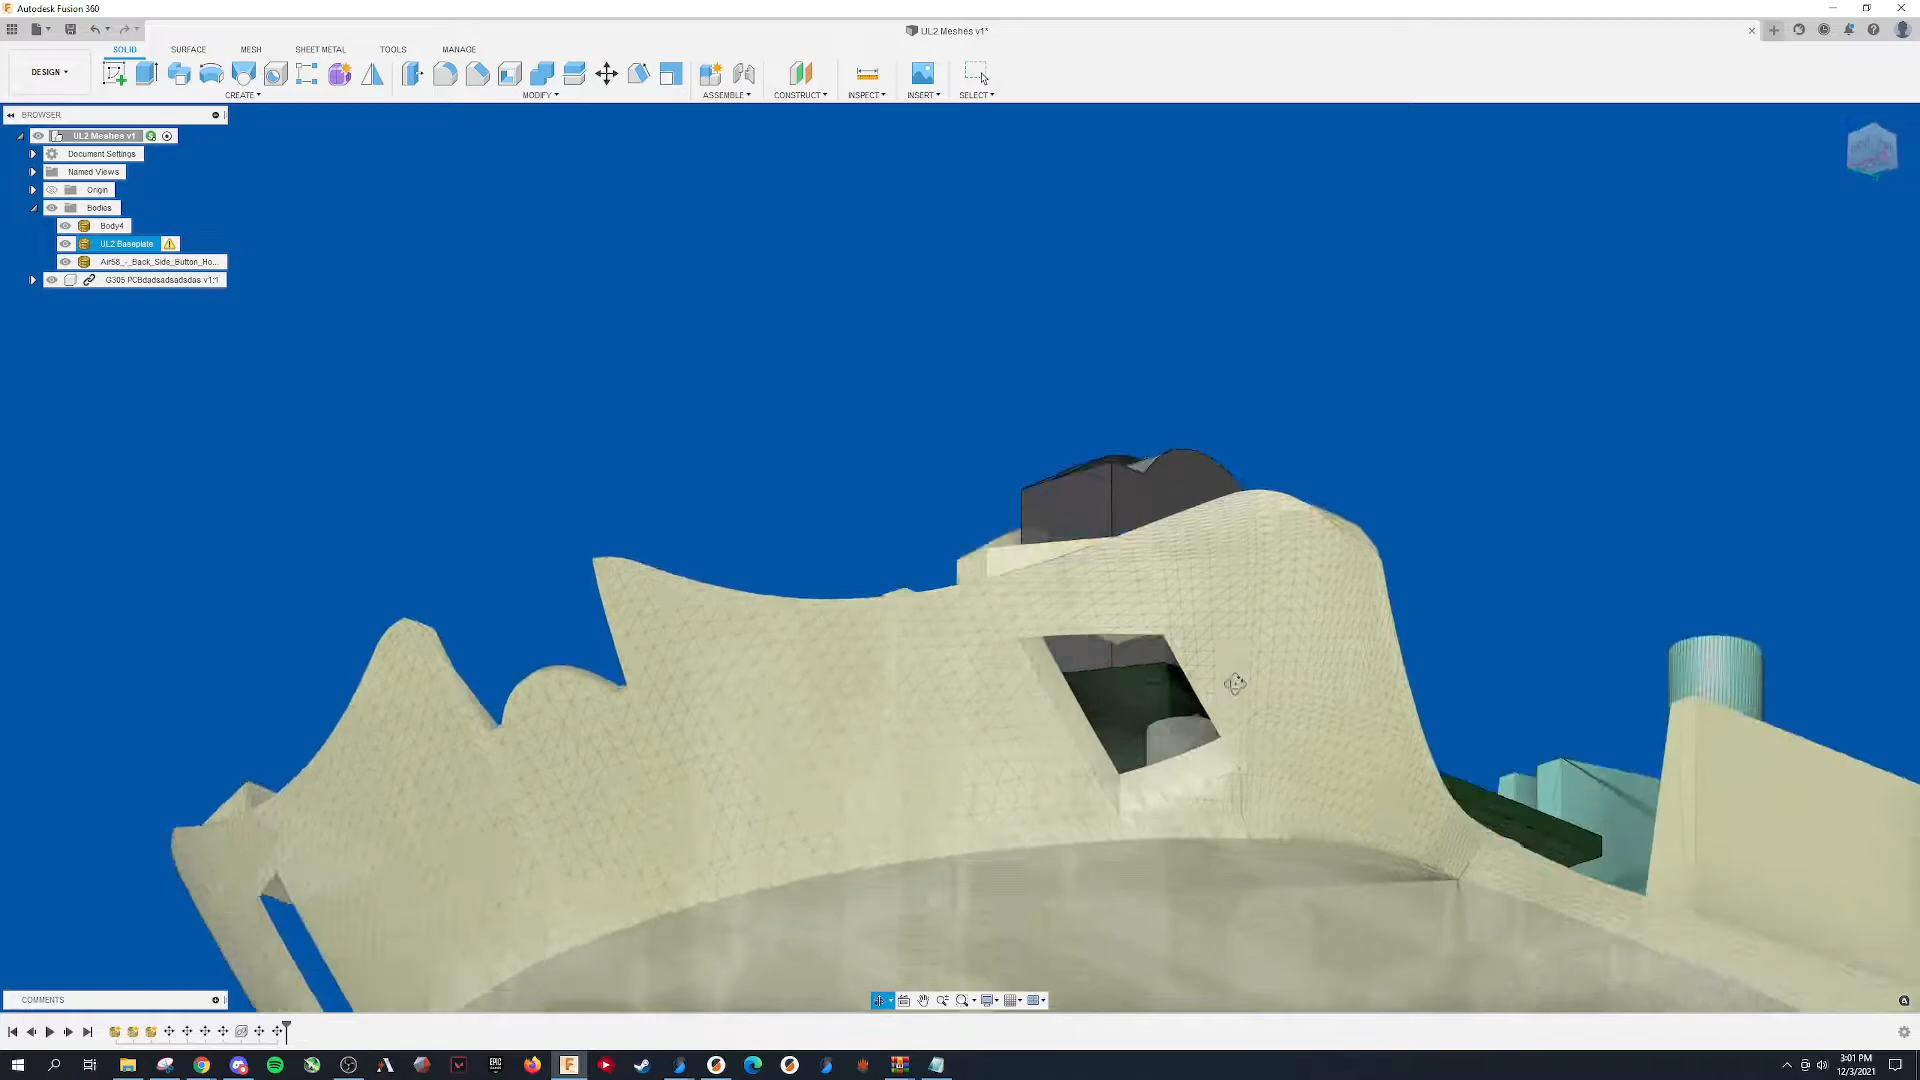 Autodesk Fusion 360
UL2 Meshes v1*
SOLID SURFACE MESH SHEET METAL TOOLS MANAGE
DESIGN
CREATE MODIFY ASSEMBLE CONSTRUCT INSPECT INSERT SELECT
BROWSER
UL2 Meshes v1
Document Settings
Named Views
Origin
Bodies
Body4
UL2 Baseplate
Air58_-_Back_Side_Button_Ho...
G305 PCBdadsadsadsdas v1:1
COMMENTS
3:01 PM
12/3/2021